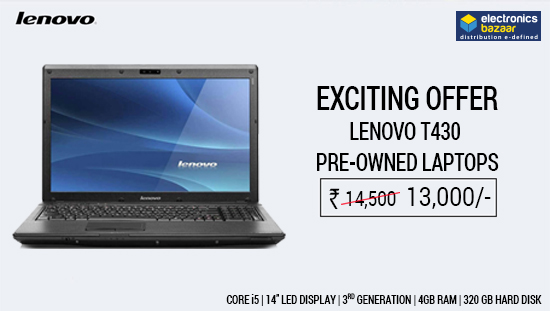 lenovo
electronics
bazaar
distribution e-defined
EXCITING OFFER
LENOVO T430
PRE-OWNED LAPTOPS
₹ 14,500 13,000/-
lenovo
lenovo
CORE i5 | 14" LED DISPLAY | 3RD GENERATION | 4GB RAM | 320 GB HARD DISK